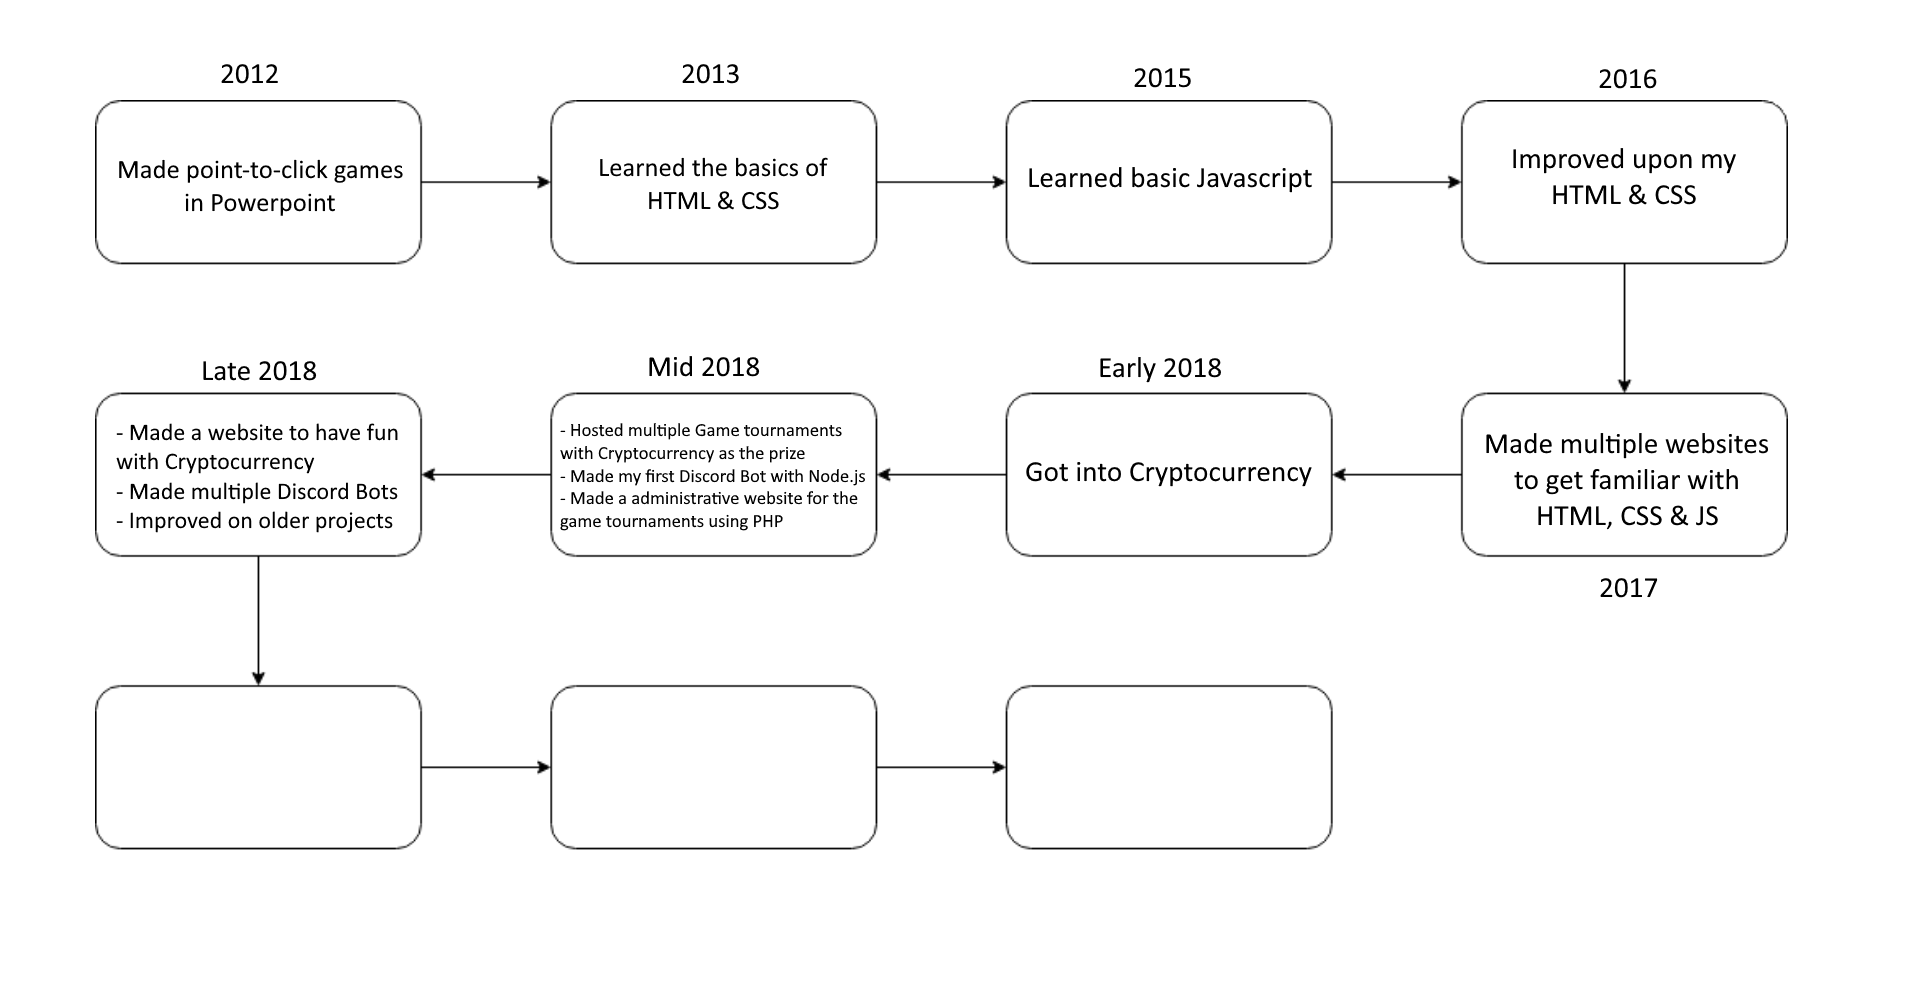 2012
Made point-to-click games
in Powerpoint
2013
Learned the basics of
HTML & CSS
2015
Learned basic Javascript
2016
Improved upon my
HTML & CSS
Made multiple websites
to get familiar with
HTML, CSS & JS
2017
Early 2018
Got into Cryptocurrency
Mid 2018
- Hosted multiple Game tournaments
with Cryptocurrency as the prize
- Made my first Discord Bot with Node.js
- Made a administrative website for the
game tournaments using PHP
Late 2018
- Made a website to have fun
with Cryptocurrency
- Made multiple Discord Bots
- Improved on older projects